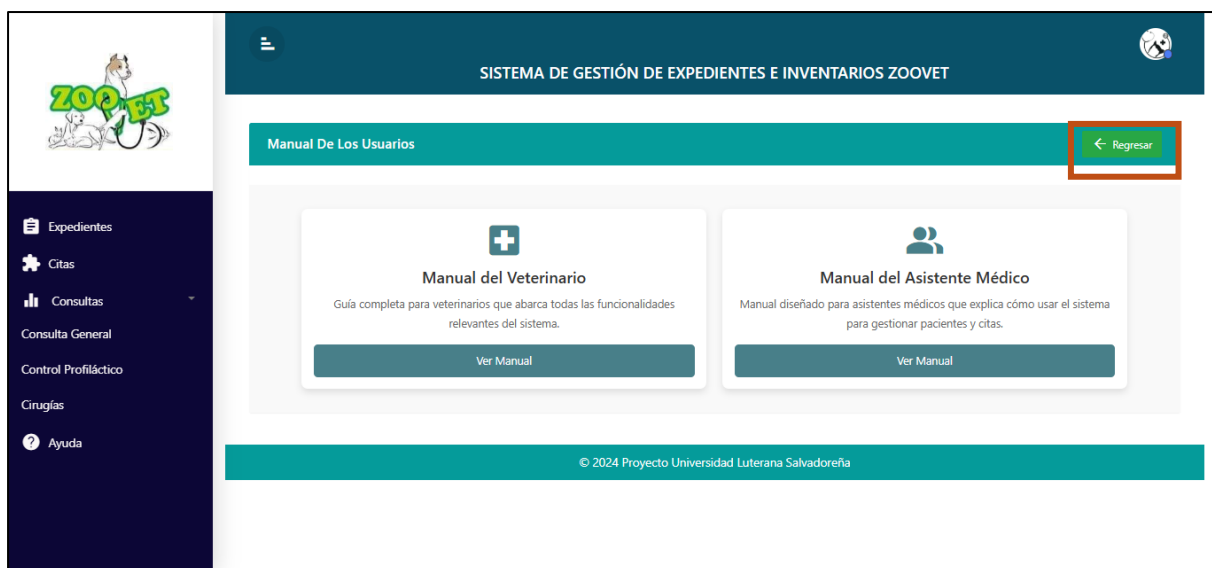 ZOOVET
Expedientes
Citas
Consultas
Consulta General
Control Profiláctico
Cirugías
Ayuda
SISTEMA DE GESTIÓN DE EXPEDIENTES E INVENTARIOS ZOOVET
Manual De Los Usuarios
Regresar
Manual del Veterinario
Guía completa para veterinarios que abarca todas las funcionalidades
relevantes del sistema.
Ver Manual
Manual del Asistente Médico
Manual diseñado para asistentes médicos que explica cómo usar el sistema
para gestionar pacientes y citas.
Ver Manual
© 2024 Proyecto Universidad Luterana Salvadoreña